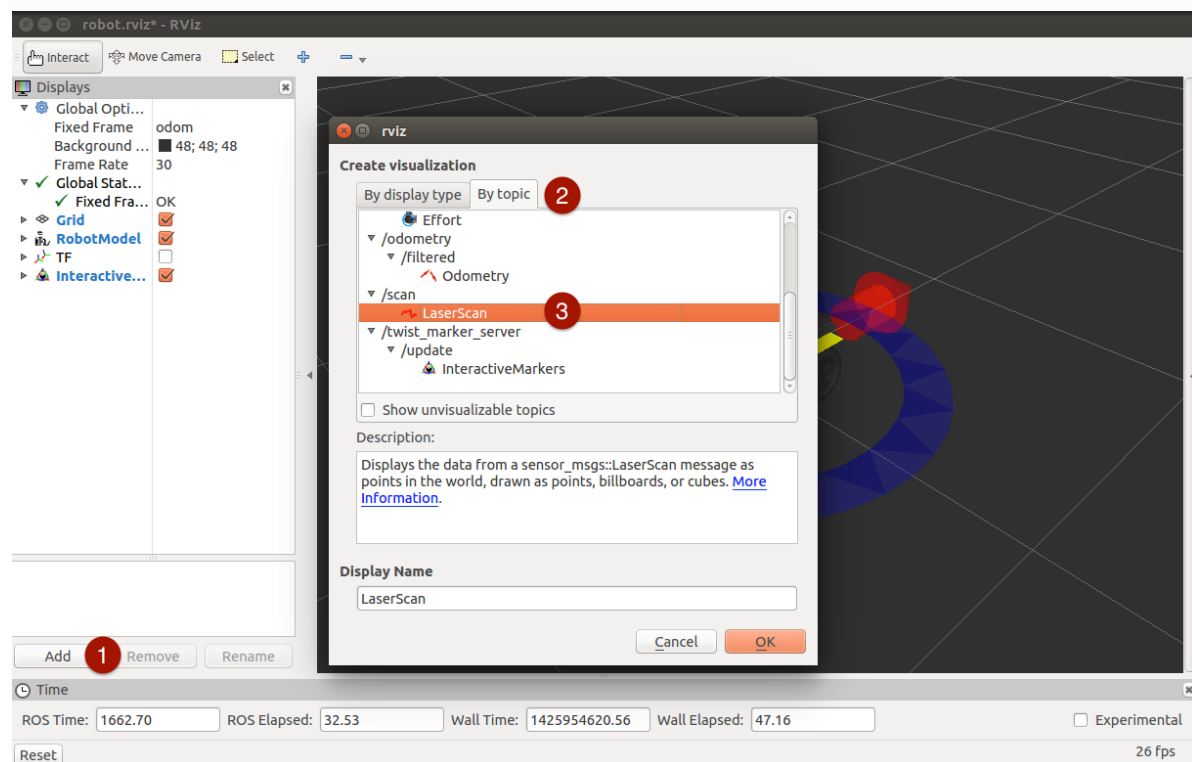 robot.rviz* - RViz
Interact Move Camera Select
Displays
Global Opti...
Fixed Frame odom
Background ... 48; 48; 48
Frame Rate 30
Global Stat...
Fixed Fra... OK
Grid
RobotModel
TF
Interactive...
rviz
Create visualization
By display type By topic 2
Effort
/odometry
/filtered
Odometry
/scan
LaserScan 3
/twist_marker_server
/update
InteractiveMarkers
Show unvisualizable topics
Description:
Displays the data from a sensor_msgs::LaserScan message as
points in the world, drawn as points, billboards, or cubes. More
Information.
Display Name
LaserScan
Cancel OK
Add 1 Remove Rename
Time
ROS Time: 1662.70 ROS Elapsed: 32.53 Wall Time: 1425954620.56 Wall Elapsed: 47.16 Experimental
Reset 26 fps